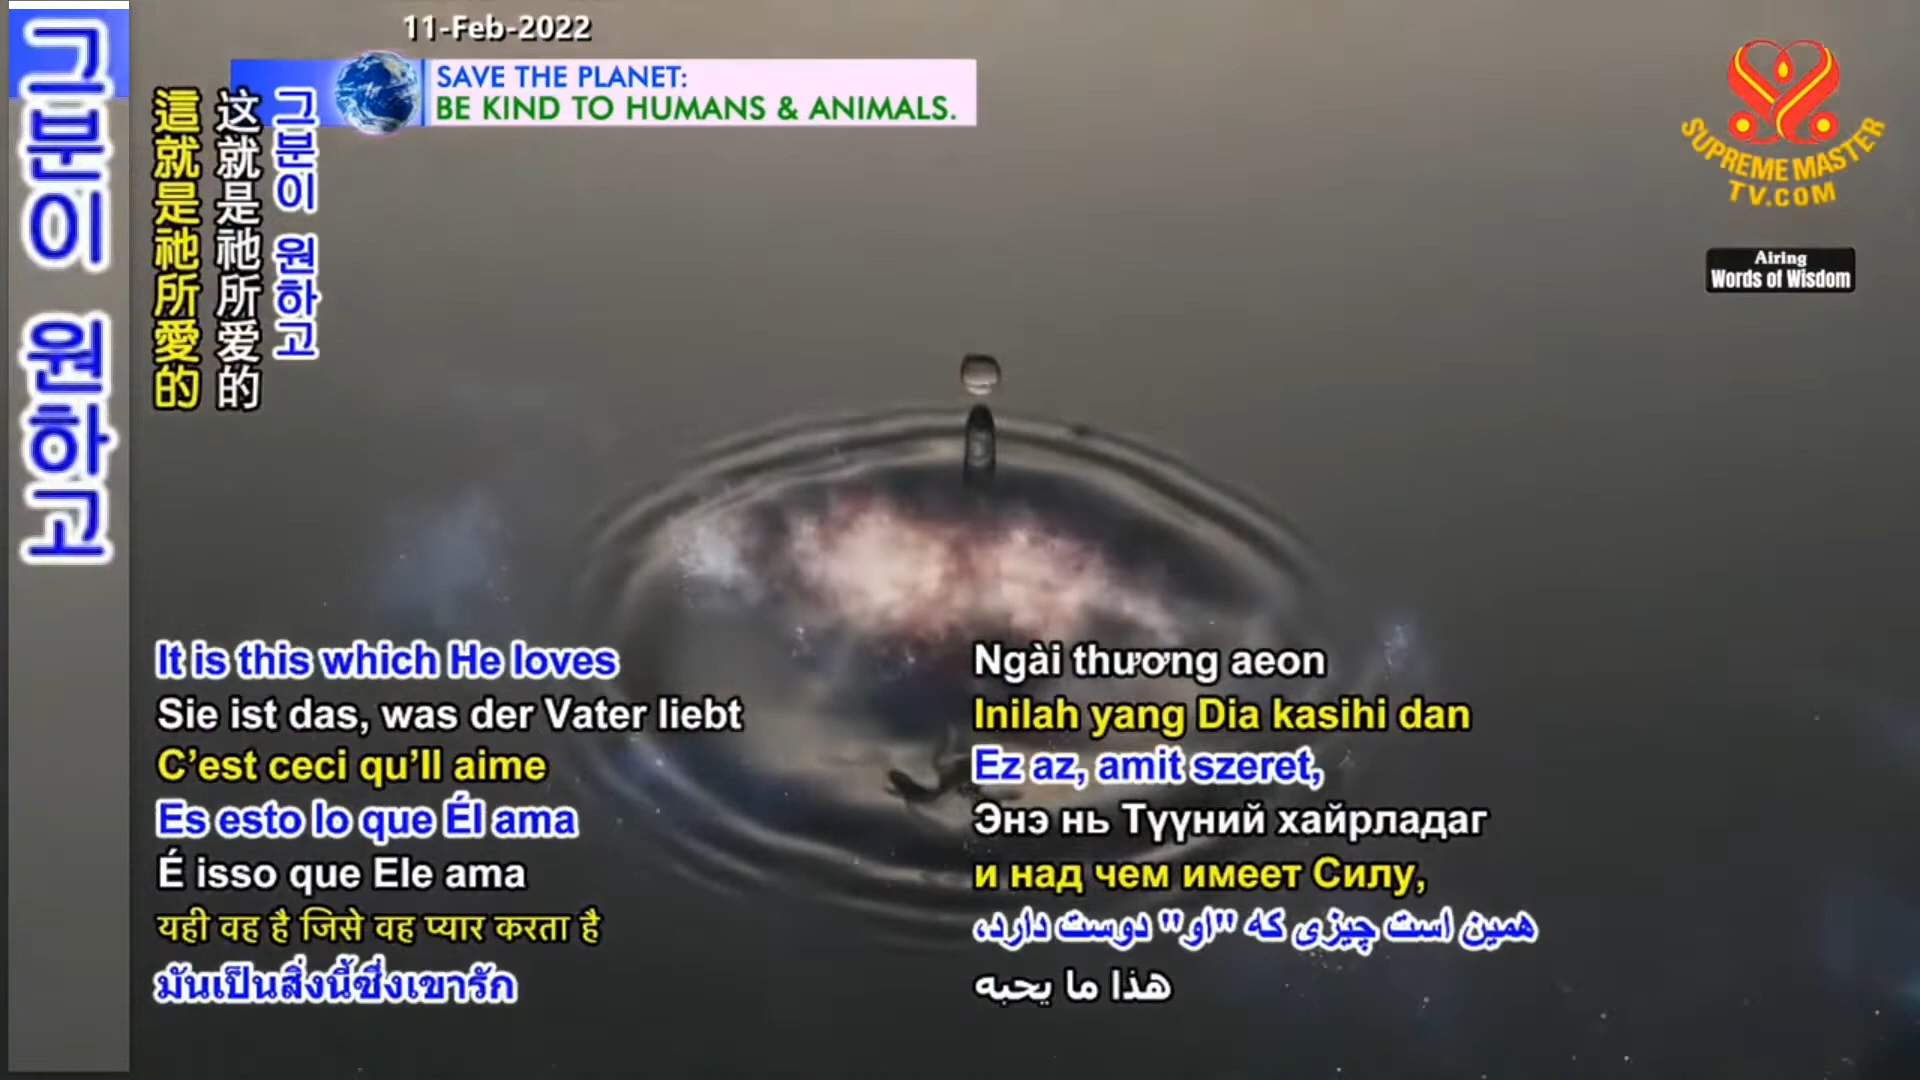 11-Feb-2022
SAVE THE PLANET:
BE KIND TO HUMANS & ANIMALS.
SUPREME MASTER
TV.COM
Airing
Words of Wisdom
그분이 원하고
這就是祂所愛的
这就是祂所爱的
그분이 원하고
It is this which He loves
Sie ist das, was der Vater liebt
C’est ceci qu’Il aime
Es esto lo que Él ama
É isso que Ele ama
यही वह है जिसे वह प्यार करता है
มันเป็นสิ่งนี้ซึ่งเขารัก
Ngài thương aeon
Inilah yang Dia kasihi dan
Ez az, amit szeret,
Энэ нь Түүний хайрладаг
и над чем имеет Силу,
همین است چیزی که "او" دوست دارد،
هذا ما يحبه